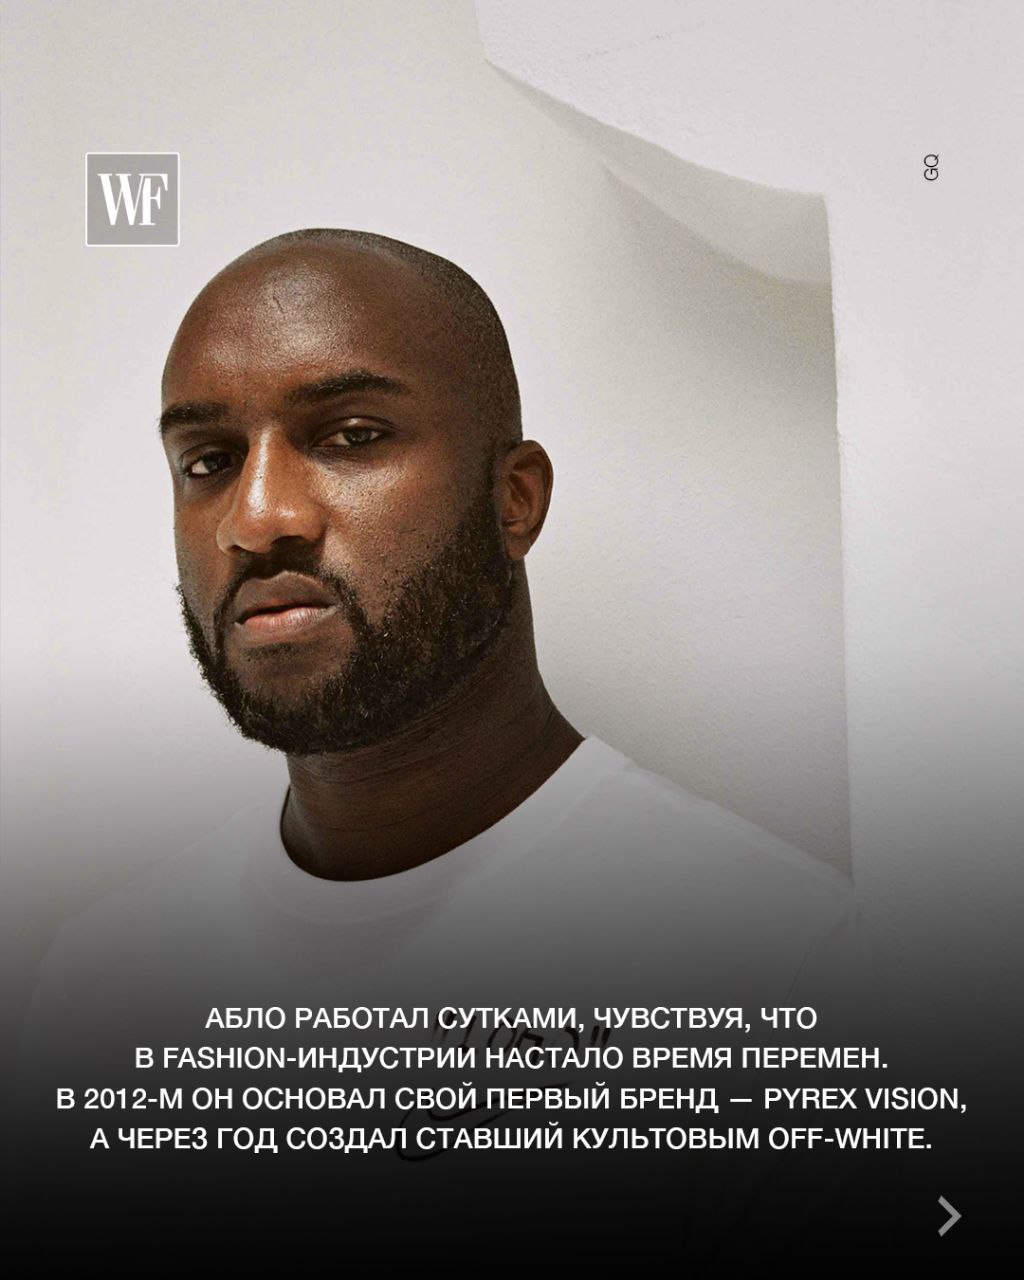 WF
GQ
АБЛО РАБОТАЛ СУТКАМИ, ЧУВСТВУЯ, ЧТО
В FASHION-ИНДУСТРИИ НАСТАЛО ВРЕМЯ ПЕРЕМЕН.
В 2012-М ОН ОСНОВАЛ СВОЙ ПЕРВЫЙ БРЕНД — PYREX VISION,
А ЧЕРЕЗ ГОД СОЗДАЛ СТАВШИЙ КУЛЬТОВЫМ OFF-WHITE.